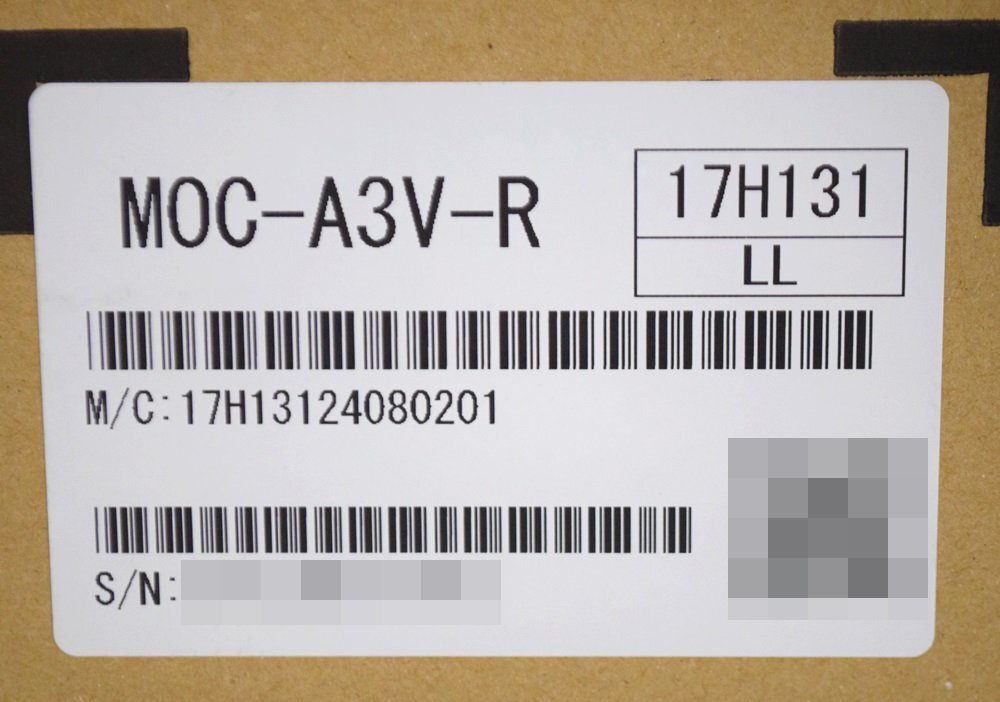 MOC-A3V-R
17H131
LL
M/C:17H13124080201
S/N: